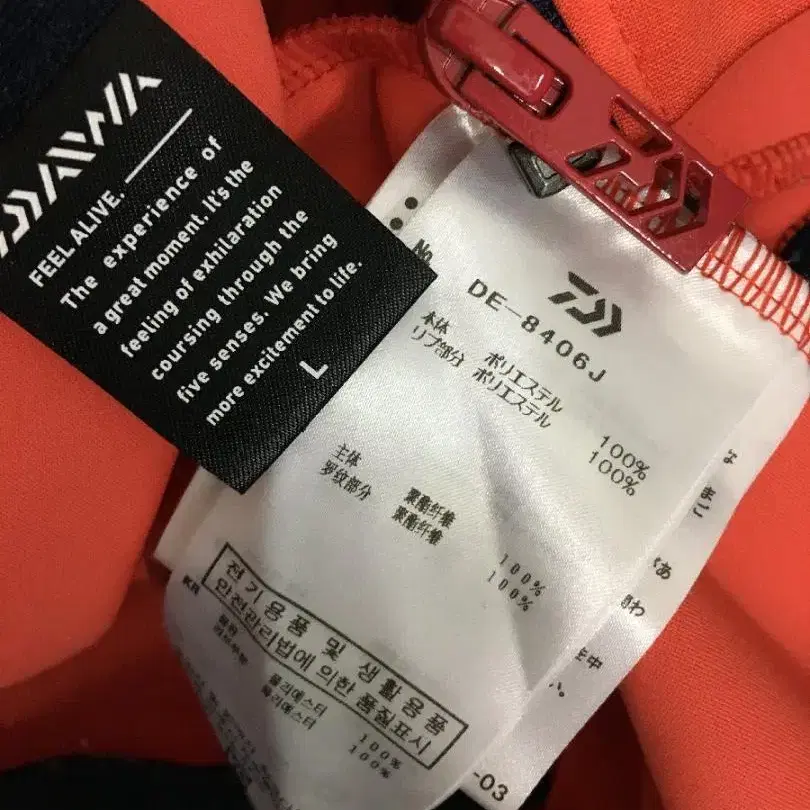 DAIWA
FEEL ALIVE.
The experience of
a great moment. It's the
feeling of exhilaration
coursing through the
five senses. We bring
more excitement to life.
L
No
DE-8406J
本体 ポリエステル 100%
リブ部分 ポリエステル 100%
主体 聚酯纤维 100%
罗纹部分 聚酯纤维 100%
KR
전기용품 및 생활용품
안전관리법에 의한 품질표시
폴리에스터 100%
폴리에스터 100%
-03